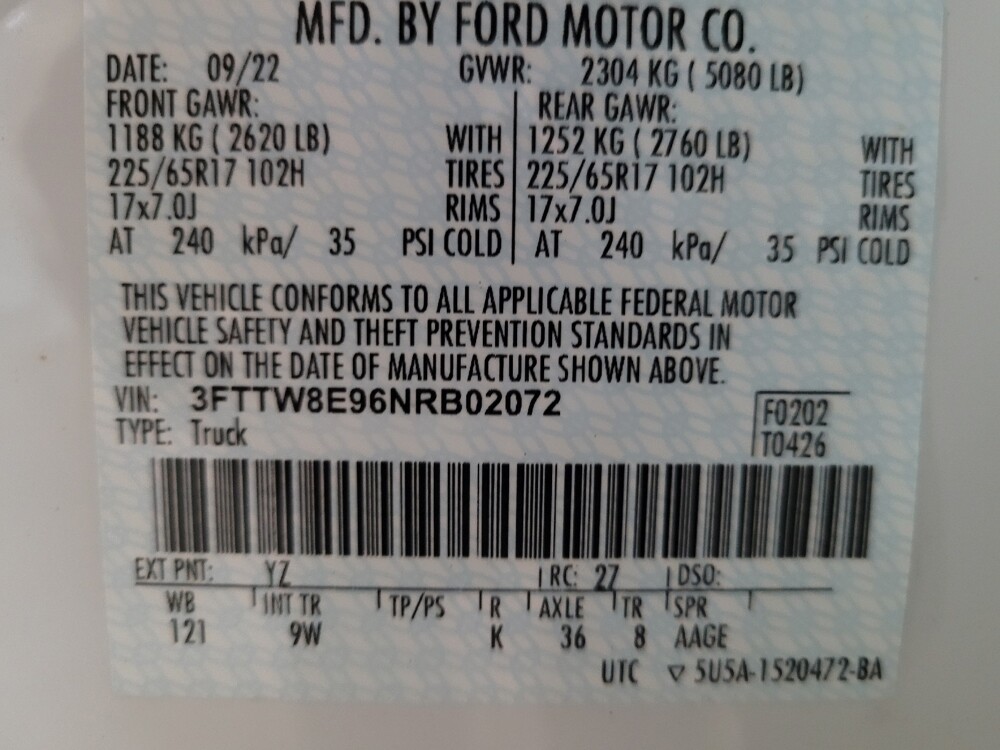 MFD. BY FORD MOTOR CO.
DATE: 09/22 GVWR: 2304 KG ( 5080 LB)
FRONT GAWR: REAR GAWR:
1188 KG ( 2620 LB) WITH 1252 KG ( 2760 LB) WITH
225/65R17 102H TIRES 225/65R17 102H TIRES
17x7.0J RIMS 17x7.0J RIMS
AT 240 kPa/ 35 PSI COLD AT 240 kPa/ 35 PSI COLD
THIS VEHICLE CONFORMS TO ALL APPLICABLE FEDERAL MOTOR
VEHICLE SAFETY AND THEFT PREVENTION STANDARDS IN
EFFECT ON THE DATE OF MANUFACTURE SHOWN ABOVE.
VIN: 3FTTW8E96NRB02072
F0202
TYPE: Truck
T0426
EXT PNT: YZ RC: 27 DSO:
WB INT TR TP/PS R AXLE TR SPR
121 9W K 36 8 AAGE
UTC ▽ 5U5A-1520472-BA